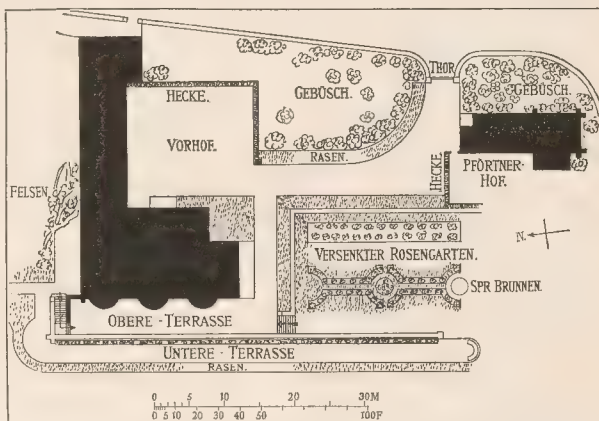 THOR
GEBÜSCH.
GEBÜSCH.
HECKE.
VORHOF.
RASEN.
HECKE
PFÖRTNER-
HOF.
FELSEN.
N.
VERSENKTER ROSENGARTEN.
SPR BRUNNEN.
OBERE-TERRASSE
UNTERE-TERRASSE
RASEN.
0 5 10 20 30M
0 5 10 20 30 40 50 100F